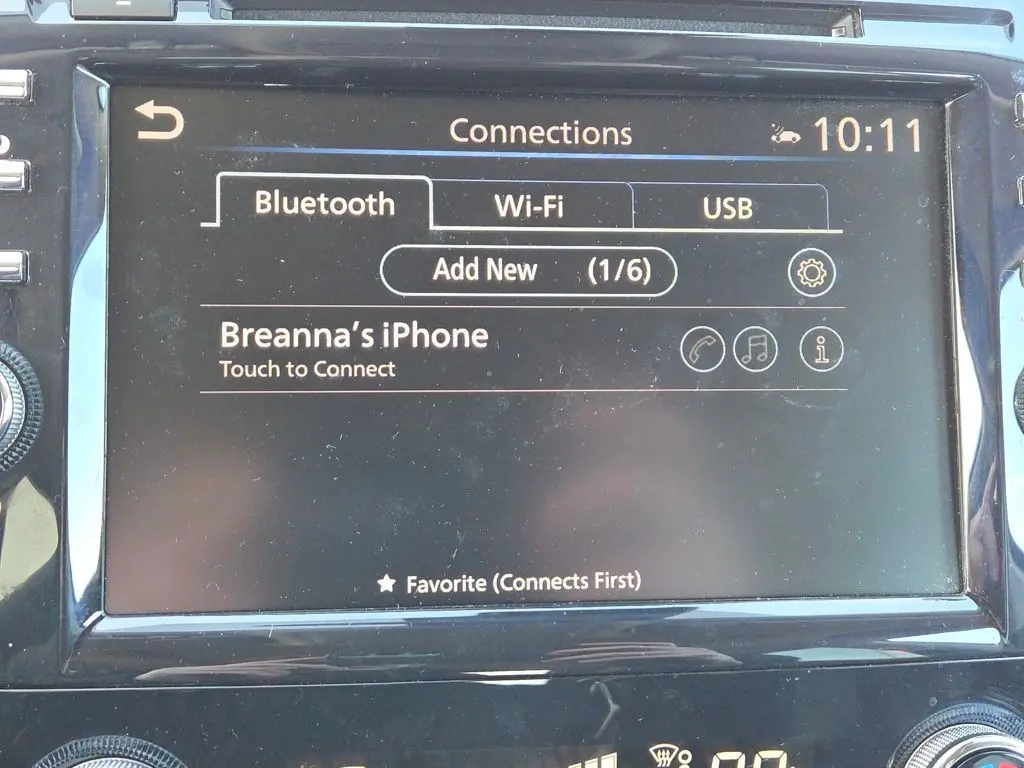 Connections
10:11
Bluetooth
Wi-Fi
USB
Add New (1/6)
Breanna's iPhone
Touch to Connect
i
★ Favorite (Connects First)